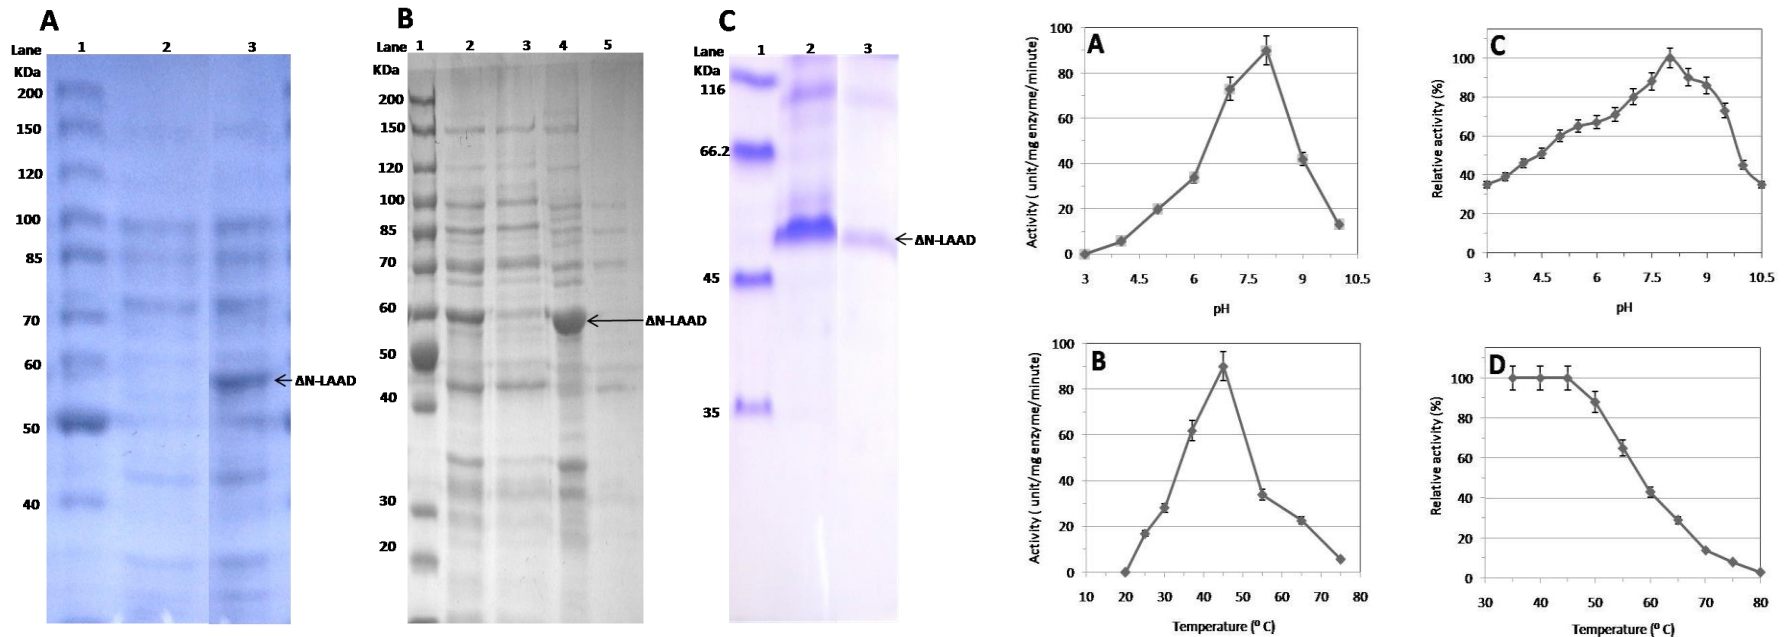 A
Lane 1 2 3
KDa
200
150
120
100
85
70
60
50
40
ΔN-LAAD
B
Lane 1 2 3 4 5
KDa
200
150
120
100
85
70
60
50
40
30
20
ΔN-LAAD
C
Lane 1 2 3
KDa
116
66.2
45
35
ΔN-LAAD
A
Activity ( unit/mg enzyme/minute)
100
80
60
40
20
0
3 4.5 6 7.5 9 10.5
pH
C
Relative activity (%)
100
80
60
40
20
0
3 4.5 6 7.5 9 10.5
pH
B
Activity ( unit/mg enzyme/minute)
100
80
60
40
20
0
10 20 30 40 50 60 70 80
Temperature (° C)
D
Relative activity (%)
100
80
60
40
20
0
30 40 50 60 70 80
Temperature (° C)